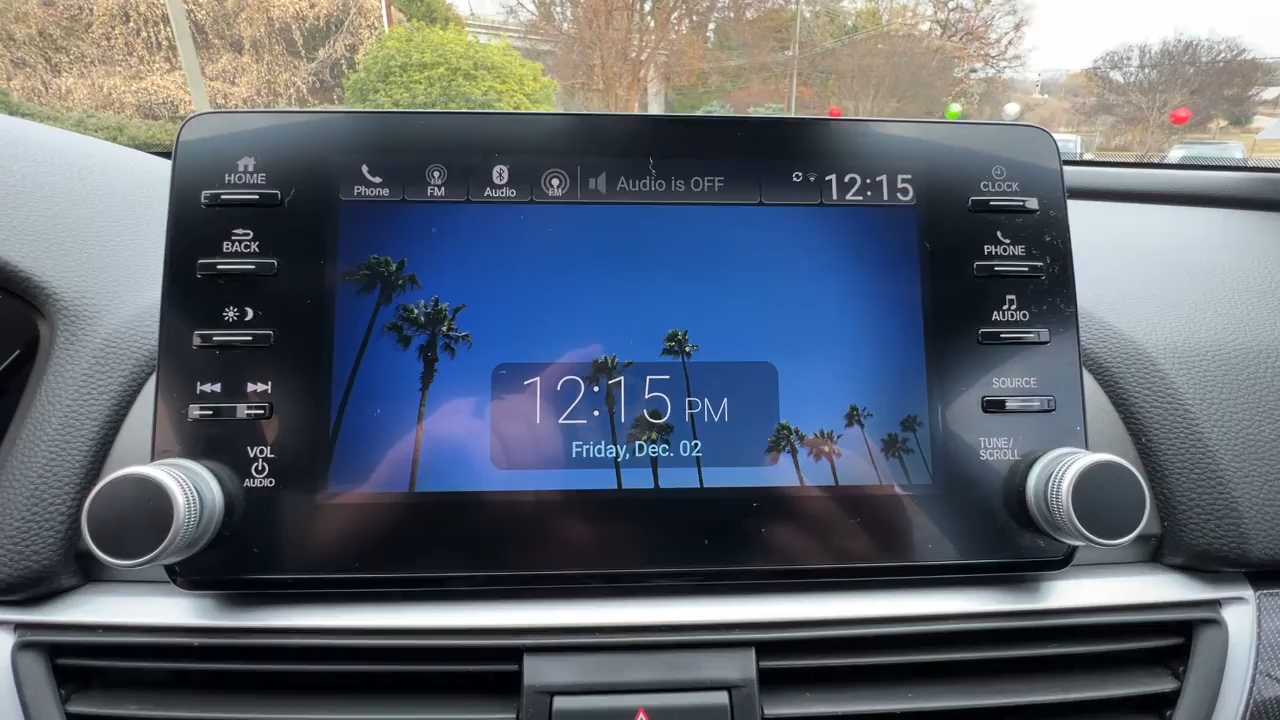 HOME
BACK
VOL
AUDIO
Phone
FM
Audio
FM
Audio is OFF
12:15
12:15 PM
Friday, Dec. 02
CLOCK
PHONE
AUDIO
SOURCE
TUNE/
SCROLL